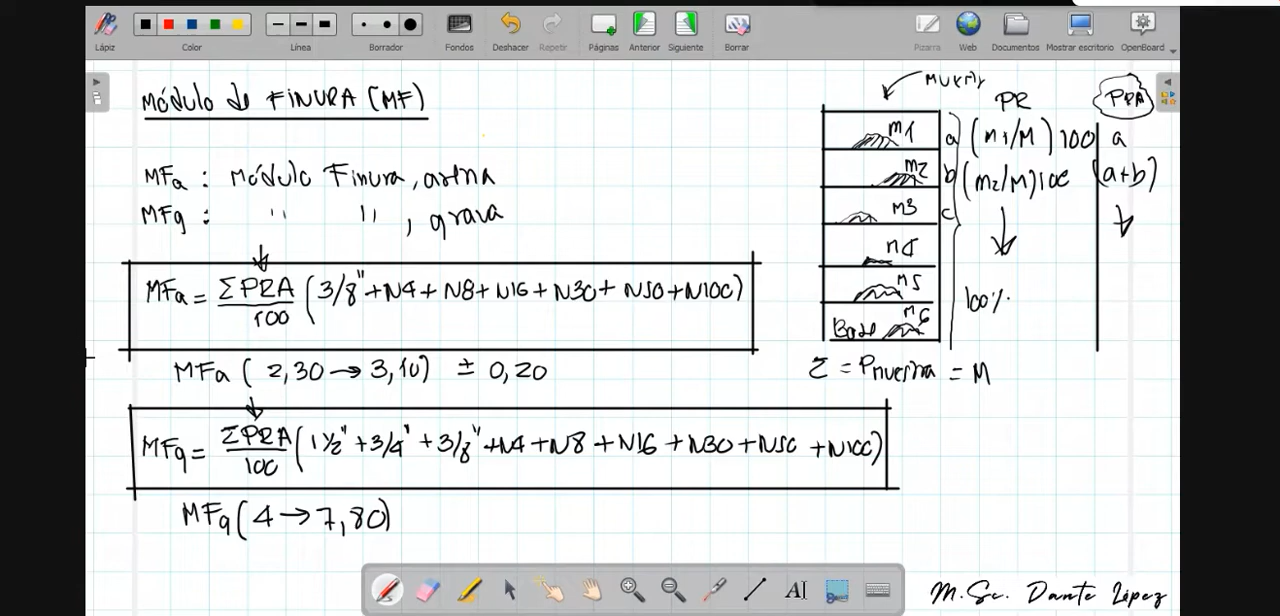 Lápiz Color Línea Borrador Fondos Deshacer Repetir Páginas Anterior Siguiente Borrar Pizarra Web Documentos Mostrar escritorio OpenBoard
MÓDULO de FINURA (MF)
MFa : Módulo Finura, arena
MFg : " " , grava
MFa = ΣPRA/100 (3/8" + N4 + N8 + N16 + N30 + N50 + N100)
MFa ( 2,30 → 3,10) ± 0,20
MFg = ΣPRA/100 (1 1/2" + 3/4" + 3/8" + N4 + N8 + N16 + N30 + N50 + N100)
MFg ( 4 → 7,80)
PR PRA
m1 a (m1/M) 100 a
m2 b (m2/M)100 (a+b)
m3 c
m5
100%
Base m6
Σ = Pmuestra = M
M.Sc. Dante López
AI